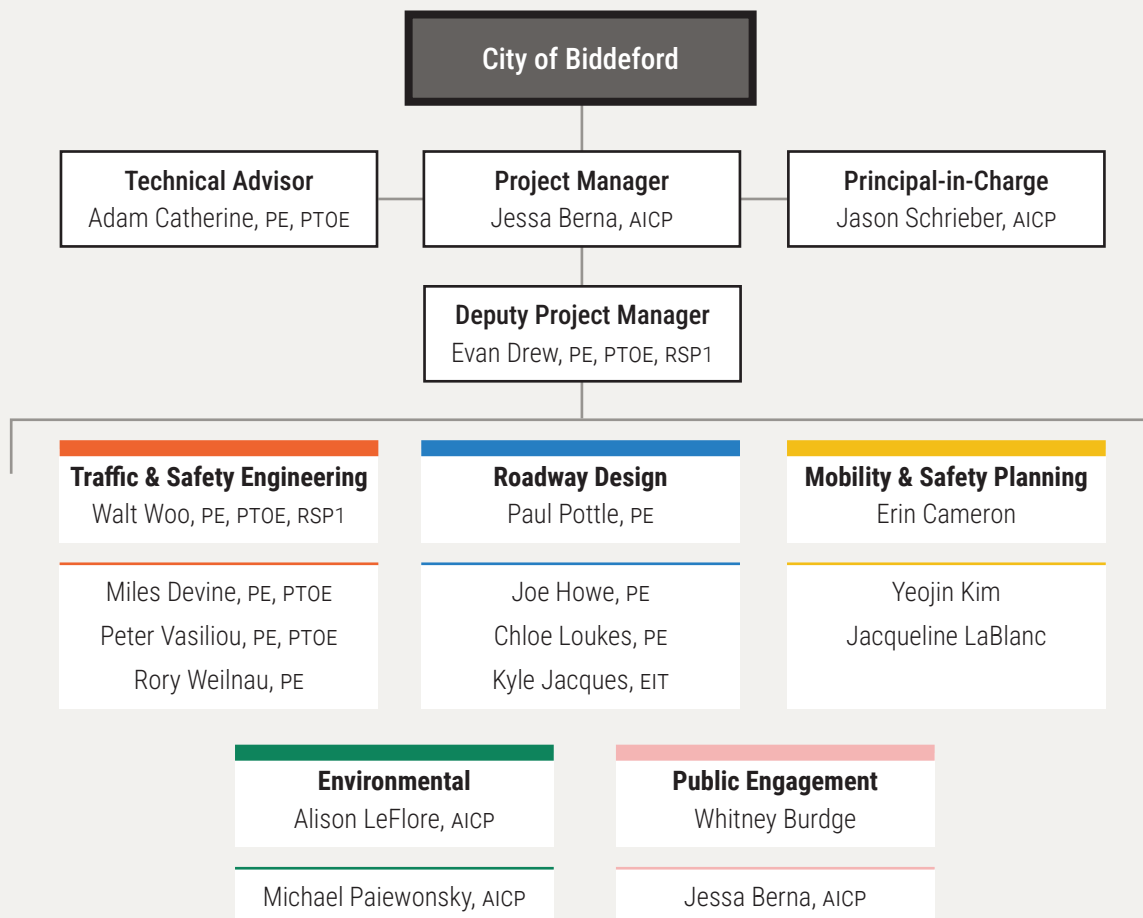 City of Biddeford
Technical Advisor
Adam Catherine, PE, PTOE
Project Manager
Jessa Berna, AICP
Principal-in-Charge
Jason Schrieber, AICP
Deputy Project Manager
Evan Drew, PE, PTOE, RSP1
Traffic & Safety Engineering
Walt Woo, PE, PTOE, RSP1
Miles Devine, PE, PTOE
Peter Vasiliou, PE, PTOE
Rory Weilnau, PE
Roadway Design
Paul Pottle, PE
Joe Howe, PE
Chloe Loukes, PE
Kyle Jacques, EIT
Mobility & Safety Planning
Erin Cameron
Yeojin Kim
Jacqueline LaBlanc
Environmental
Alison LeFlore, AICP
Michael Paiewonsky, AICP
Public Engagement
Whitney Burdge
Jessa Berna, AICP